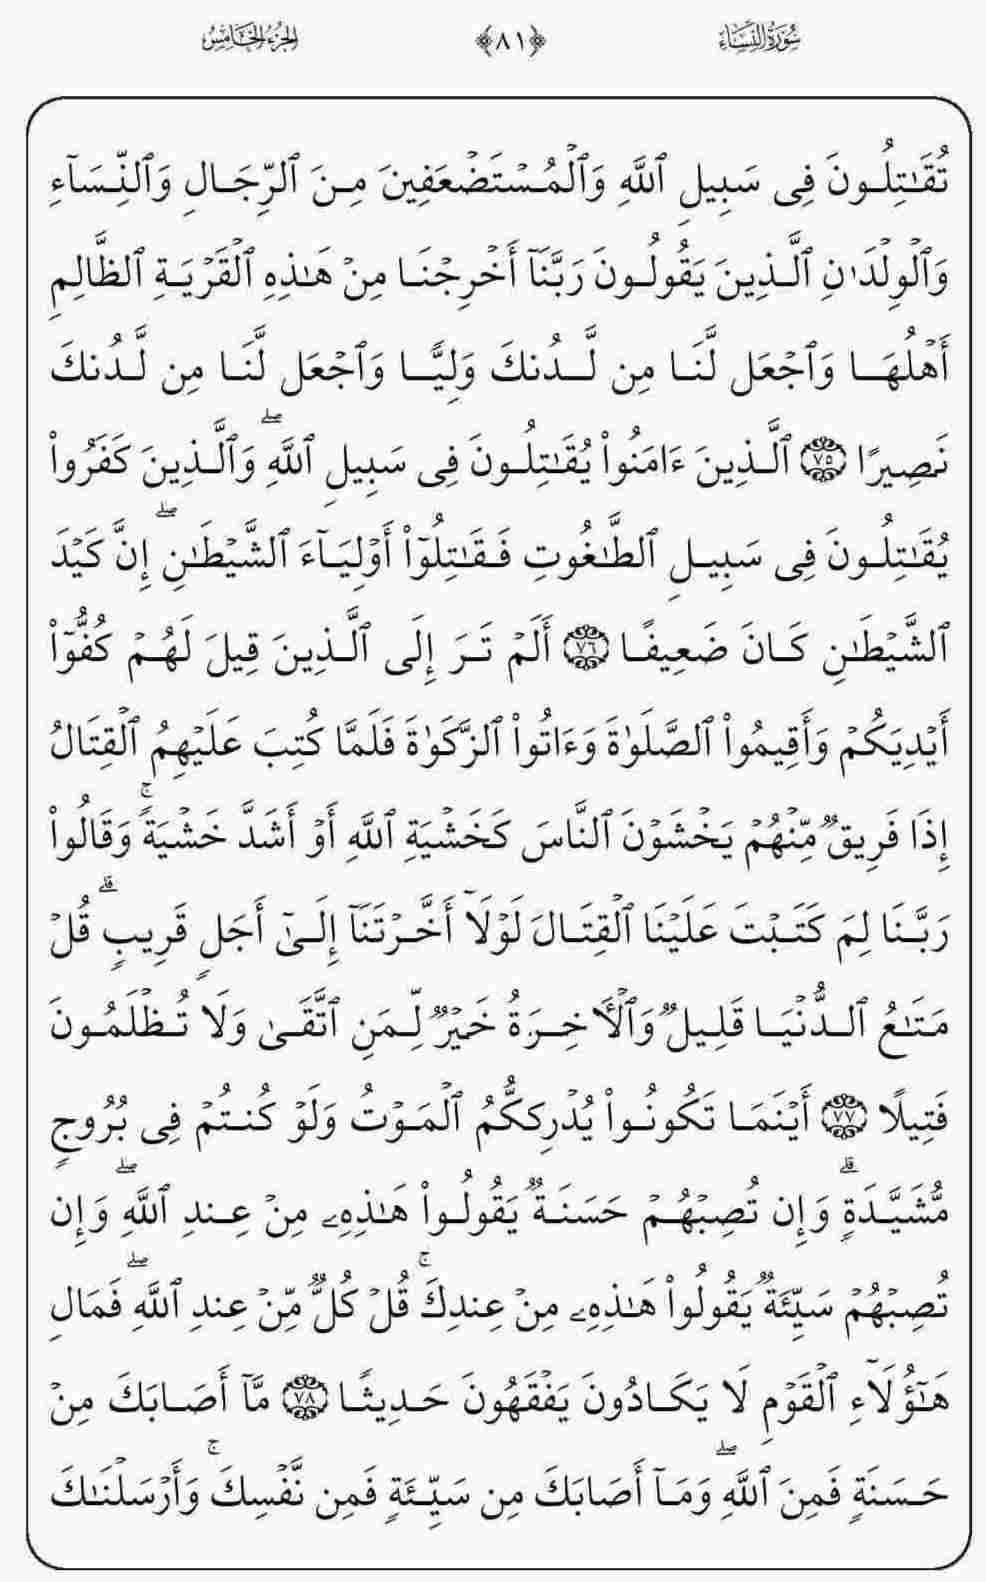 سُورَةُ النِّسَاءِ ﴿٨١﴾ الجُزْءُ الخَامِسُ
تُقَٰتِلُونَ فِى سَبِيلِ ٱللَّهِ وَٱلْمُسْتَضْعَفِينَ مِنَ ٱلرِّجَالِ وَٱلنِّسَآءِ
وَٱلْوِلْدَٰنِ ٱلَّذِينَ يَقُولُونَ رَبَّنَآ أَخْرِجْنَا مِنْ هَٰذِهِ ٱلْقَرْيَةِ ٱلظَّالِمِ
أَهْلُهَا وَٱجْعَل لَّنَا مِن لَّدُنكَ وَلِيًّا وَٱجْعَل لَّنَا مِن لَّدُنكَ
نَصِيرًا ۝٧٥ ٱلَّذِينَ ءَامَنُوا۟ يُقَٰتِلُونَ فِى سَبِيلِ ٱللَّهِ ۖ وَٱلَّذِينَ كَفَرُوا۟
يُقَٰتِلُونَ فِى سَبِيلِ ٱلطَّٰغُوتِ فَقَٰتِلُوٓا۟ أَوْلِيَآءَ ٱلشَّيْطَٰنِ ۖ إِنَّ كَيْدَ
ٱلشَّيْطَٰنِ كَانَ ضَعِيفًا ۝٧٦ أَلَمْ تَرَ إِلَى ٱلَّذِينَ قِيلَ لَهُمْ كُفُّوٓا۟
أَيْدِيَكُمْ وَأَقِيمُوا۟ ٱلصَّلَوٰةَ وَءَاتُوا۟ ٱلزَّكَوٰةَ فَلَمَّا كُتِبَ عَلَيْهِمُ ٱلْقِتَالُ
إِذَا فَرِيقٌ مِّنْهُمْ يَخْشَوْنَ ٱلنَّاسَ كَخَشْيَةِ ٱللَّهِ أَوْ أَشَدَّ خَشْيَةً ۚ وَقَالُوا۟
رَبَّنَا لِمَ كَتَبْتَ عَلَيْنَا ٱلْقِتَالَ لَوْلَآ أَخَّرْتَنَآ إِلَىٰٓ أَجَلٍ قَرِيبٍ ۗ قُلْ
مَتَٰعُ ٱلدُّنْيَا قَلِيلٌ وَٱلْـَٔاخِرَةُ خَيْرٌ لِّمَنِ ٱتَّقَىٰ وَلَا تُظْلَمُونَ
فَتِيلًا ۝٧٧ أَيْنَمَا تَكُونُوا۟ يُدْرِككُّمُ ٱلْمَوْتُ وَلَوْ كُنتُمْ فِى بُرُوجٍ
مُّشَيَّدَةٍ ۗ وَإِن تُصِبْهُمْ حَسَنَةٌ يَقُولُوا۟ هَٰذِهِۦ مِنْ عِندِ ٱللَّهِ ۖ وَإِن
تُصِبْهُمْ سَيِّئَةٌ يَقُولُوا۟ هَٰذِهِۦ مِنْ عِندِكَ ۚ قُلْ كُلٌّ مِّنْ عِندِ ٱللَّهِ ۖ فَمَالِ
هَٰٓؤُلَآءِ ٱلْقَوْمِ لَا يَكَادُونَ يَفْقَهُونَ حَدِيثًا ۝٧٨ مَّآ أَصَابَكَ مِنْ
حَسَنَةٍ فَمِنَ ٱللَّهِ ۖ وَمَآ أَصَابَكَ مِن سَيِّئَةٍ فَمِن نَّفْسِكَ ۚ وَأَرْسَلْنَٰكَ